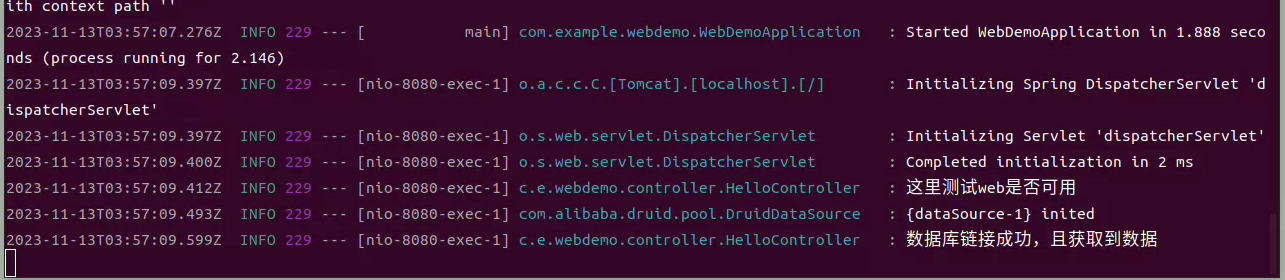 ith context path ''
2023-11-13T03:57:07.276Z  INFO 229 --- [           main] com.example.webdemo.WebDemoApplication   : Started WebDemoApplication in 1.888 seco
nds (process running for 2.146)
2023-11-13T03:57:09.397Z  INFO 229 --- [nio-8080-exec-1] o.a.c.c.C.[Tomcat].[localhost].[/]       : Initializing Spring DispatcherServlet 'd
ispatcherServlet'
2023-11-13T03:57:09.397Z  INFO 229 --- [nio-8080-exec-1] o.s.web.servlet.DispatcherServlet        : Initializing Servlet 'dispatcherServlet'
2023-11-13T03:57:09.400Z  INFO 229 --- [nio-8080-exec-1] o.s.web.servlet.DispatcherServlet        : Completed initialization in 2 ms
2023-11-13T03:57:09.412Z  INFO 229 --- [nio-8080-exec-1] c.e.webdemo.controller.HelloController   : 这里测试web是否可用
2023-11-13T03:57:09.493Z  INFO 229 --- [nio-8080-exec-1] com.alibaba.druid.pool.DruidDataSource   : {dataSource-1} inited
2023-11-13T03:57:09.599Z  INFO 229 --- [nio-8080-exec-1] c.e.webdemo.controller.HelloController   : 数据库链接成功，且获取到数据